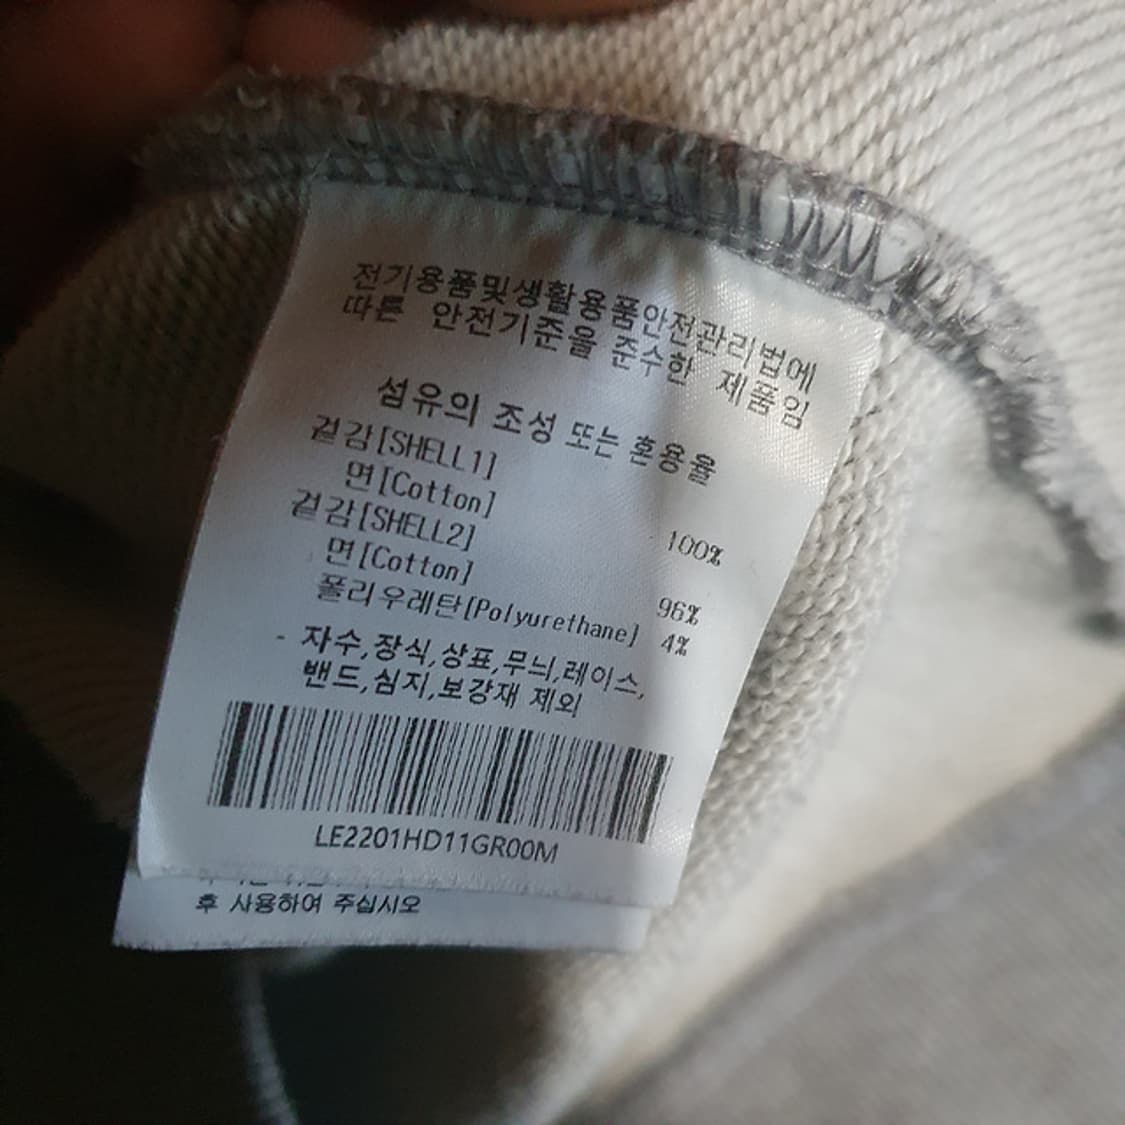 전기용품및생활용품안전관리법에
따른 안전기준을 준수한 제품임
섬유의 조성 또는 혼용율
겉감[SHELL1]
면[Cotton] 100%
겉감[SHELL2]
면[Cotton] 96%
폴리우레탄[Polyurethane] 4%
- 자수,장식,상표,무늬,레이스,
밴드,심지,보강재 제외
LE2201HD11GR00M
후 사용하여 주십시오